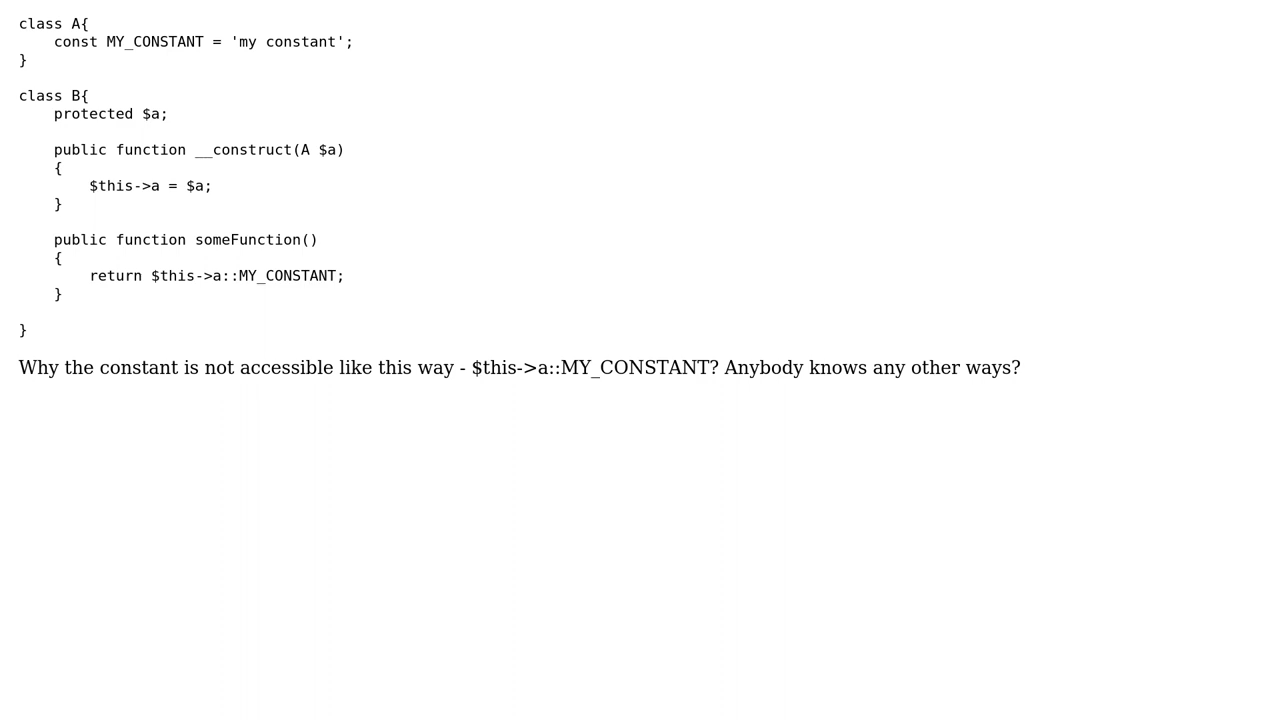 class A{
    const MY_CONSTANT = 'my constant';
}

class B{
    protected $a;

    public function __construct(A $a)
    {
        $this->a = $a;
    }

    public function someFunction()
    {
        return $this->a::MY_CONSTANT;
    }

}
Why the constant is not accessible like this way - $this->a::MY_CONSTANT? Anybody knows any other ways?